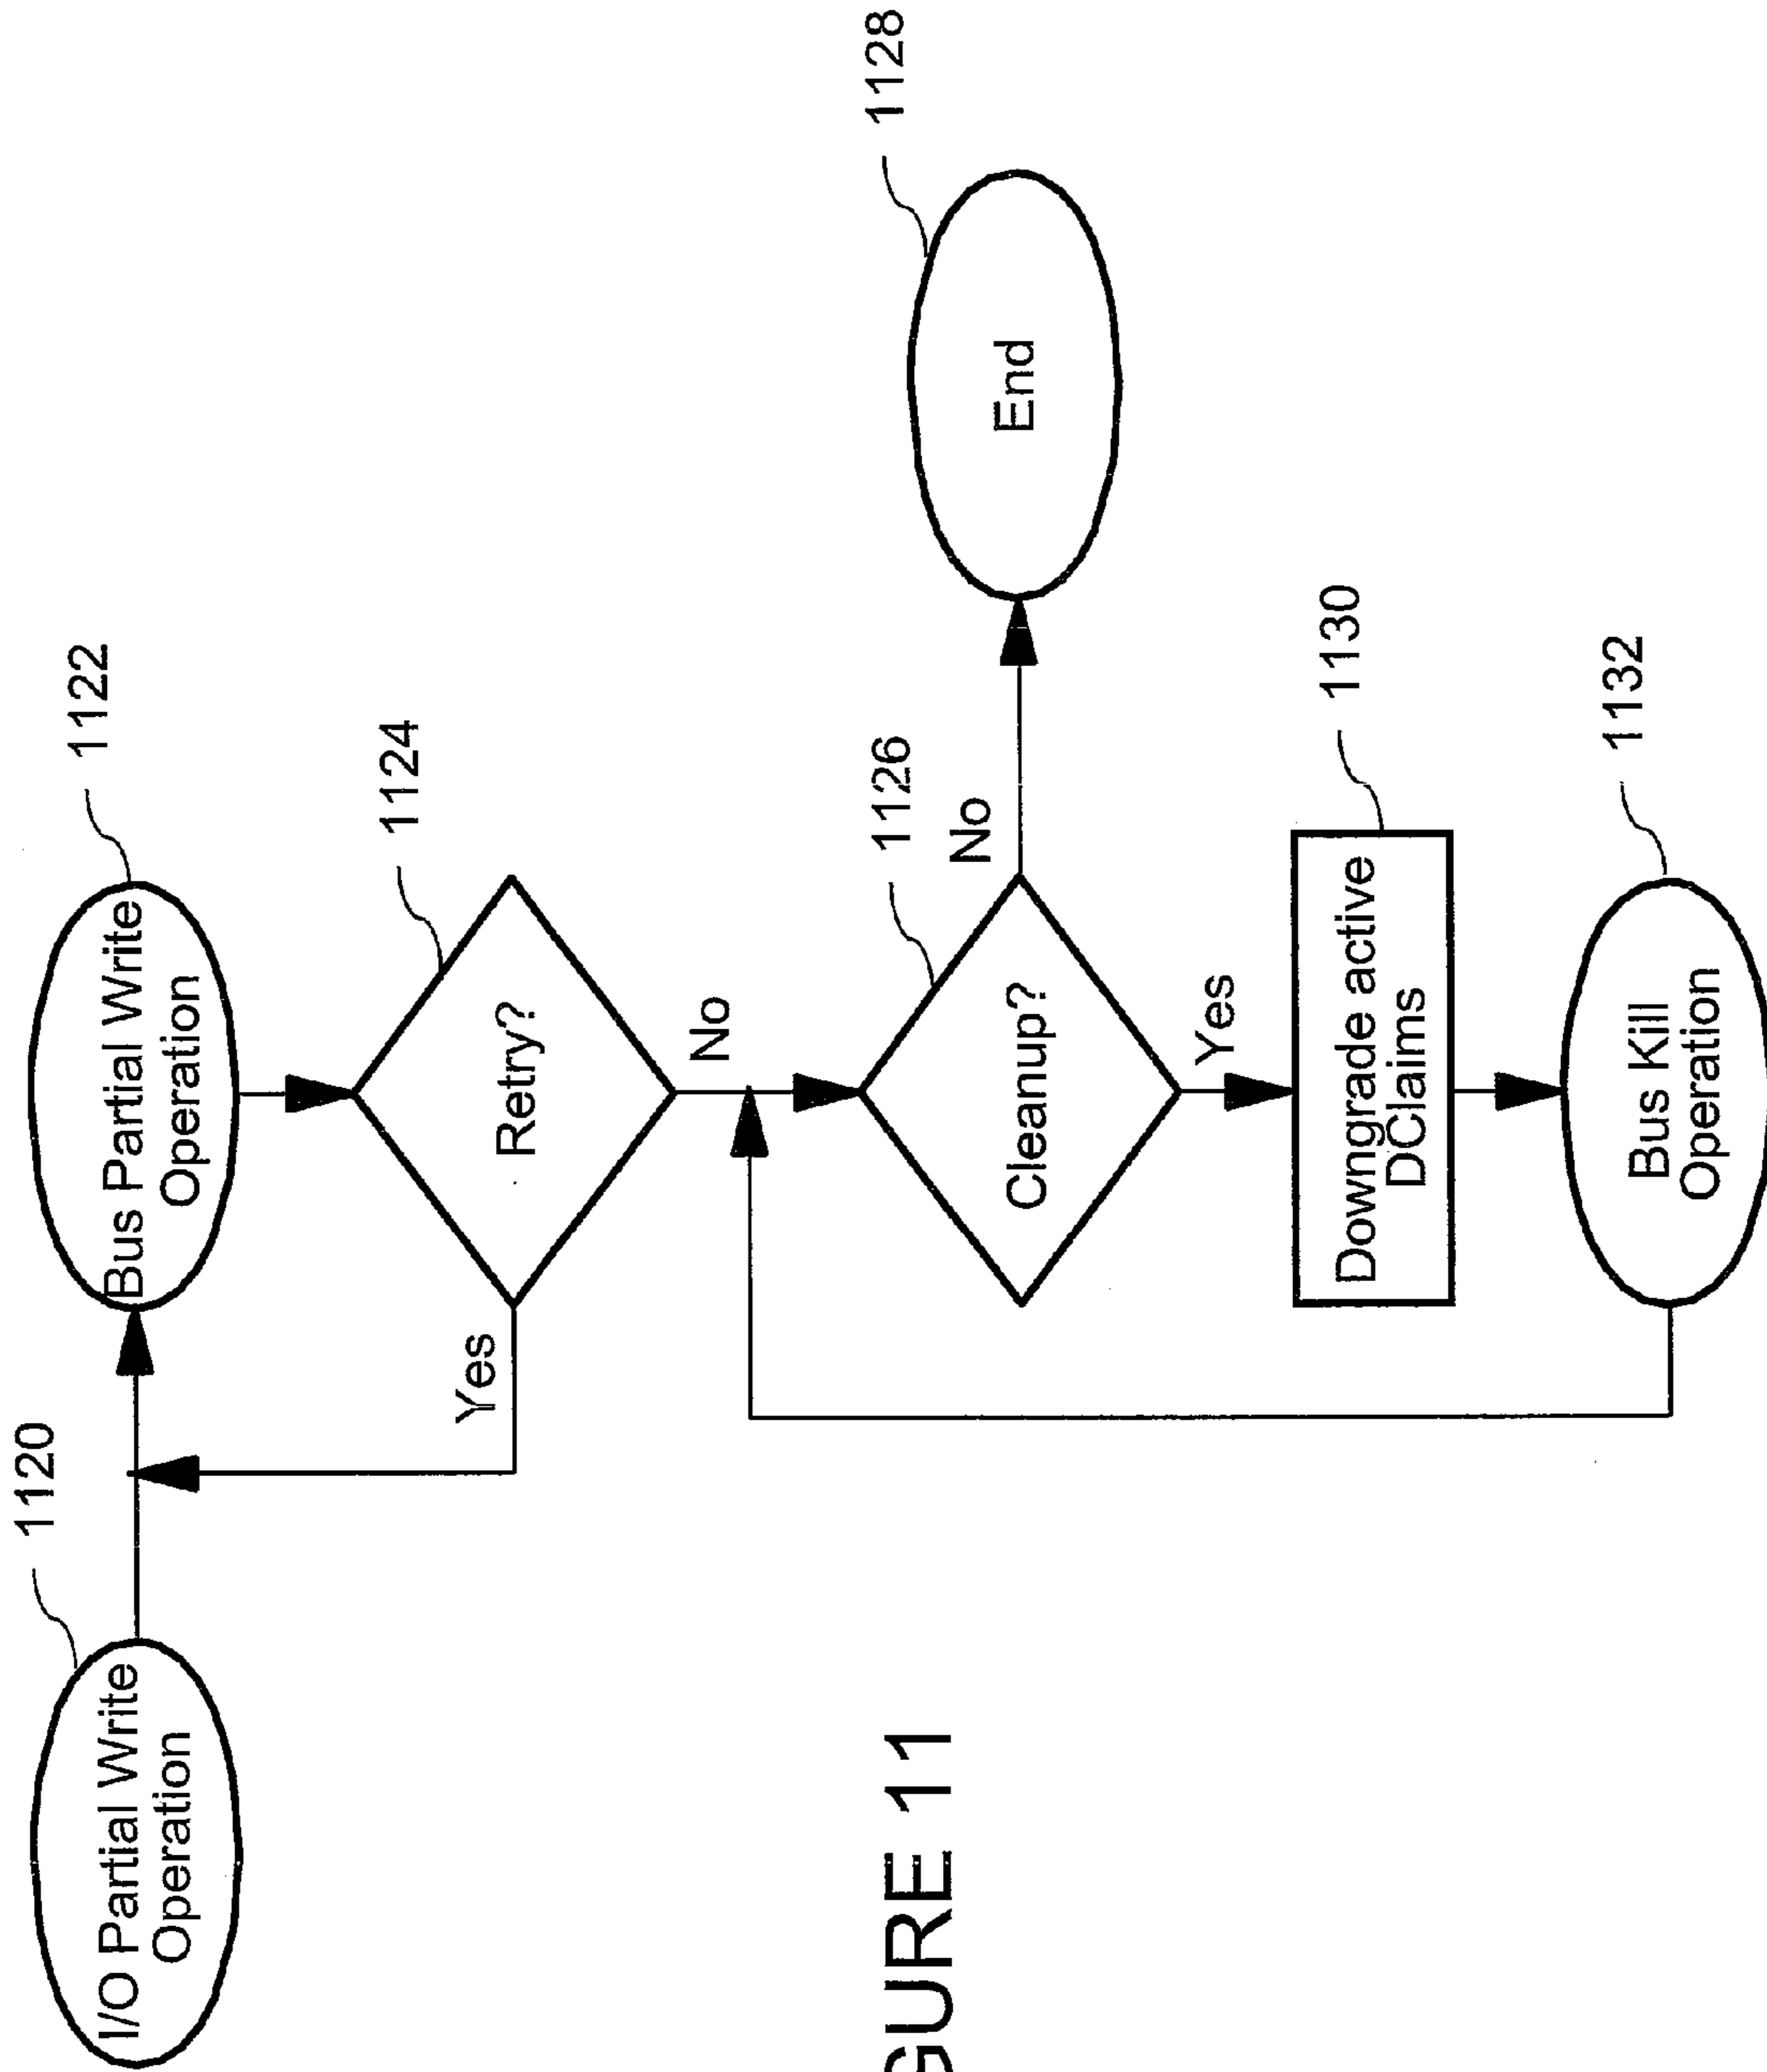 1120
I/O Partial Write
Operation
1122
Bus Partial Write
Operation
1124
Retry?
Yes
No
1126
Cleanup?
No
1128
End
Yes
1130
Downgrade active
DClaims
1132
Bus Kill
Operation
GURE 11